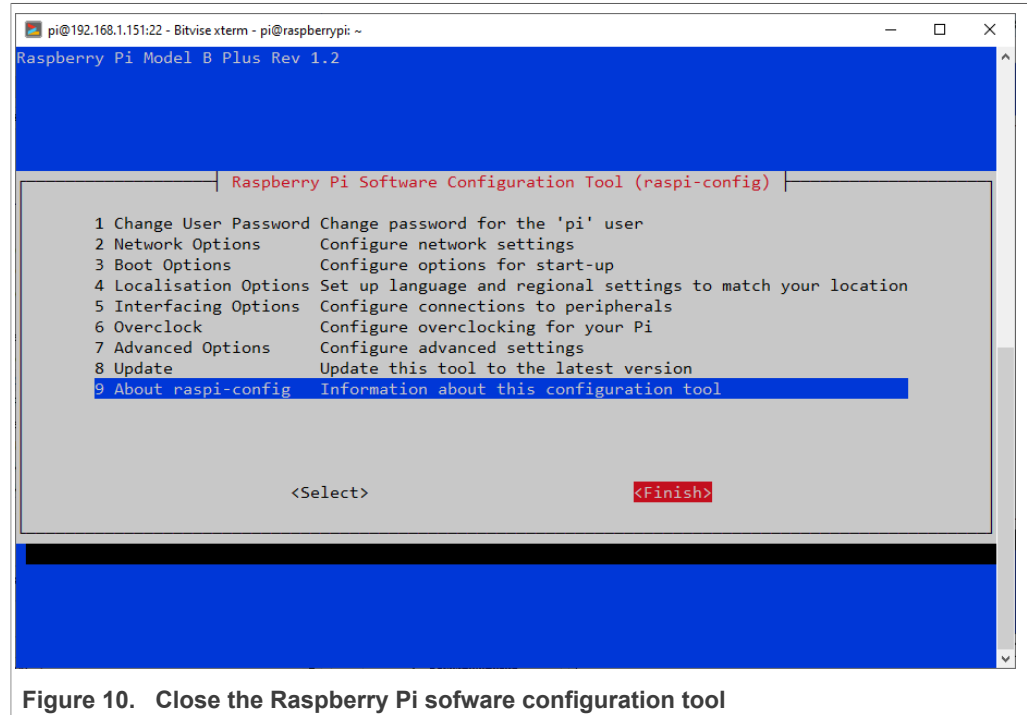 pi@192.168.1.151:22 - Bitvise xterm - pi@raspberrypi: ~
Raspberry Pi Model B Plus Rev 1.2
Raspberry Pi Software Configuration Tool (raspi-config)
1 Change User Password Change password for the 'pi' user
2 Network Options Configure network settings
3 Boot Options Configure options for start-up
4 Localisation Options Set up language and regional settings to match your location
5 Interfacing Options Configure connections to peripherals
6 Overclock Configure overclocking for your Pi
7 Advanced Options Configure advanced settings
8 Update Update this tool to the latest version
9 About raspi-config Information about this configuration tool
<Select> <Finish>
Figure 10. Close the Raspberry Pi sofware configuration tool